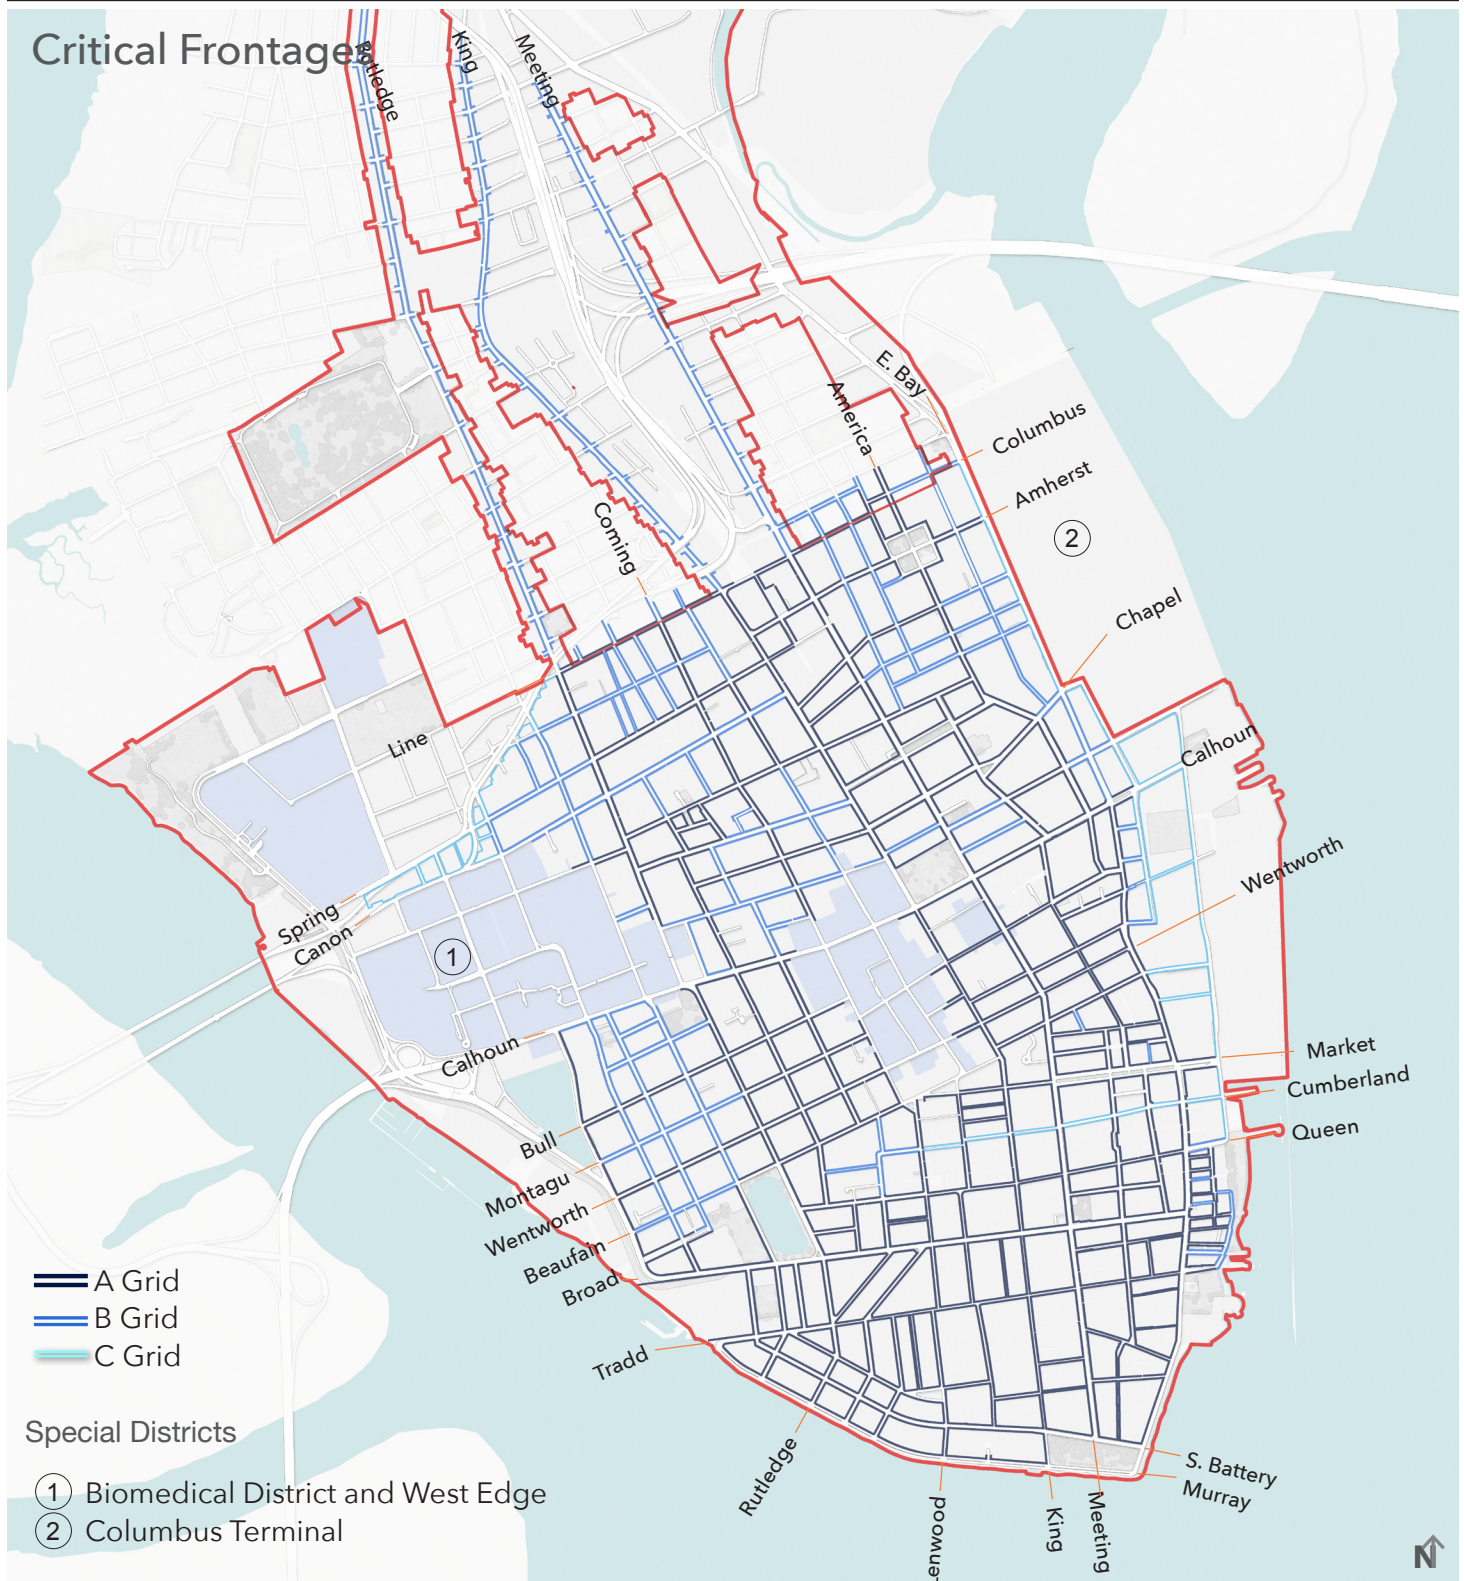 Critical Frontages
Rutledge
King
Meeting
E. Bay
America
Columbus
Amherst
2
Coming
Chapel
Line
Calhoun
Wentworth
Spring
Canon
1
Calhoun
Market
Cumberland
Queen
Bull
Montagu
Wentworth
Beaufain
Broad
Tradd
A Grid
B Grid
C Grid
Special Districts
1 Biomedical District and West Edge
2 Columbus Terminal
Rutledge
King
Meeting
S. Battery
Murray
N